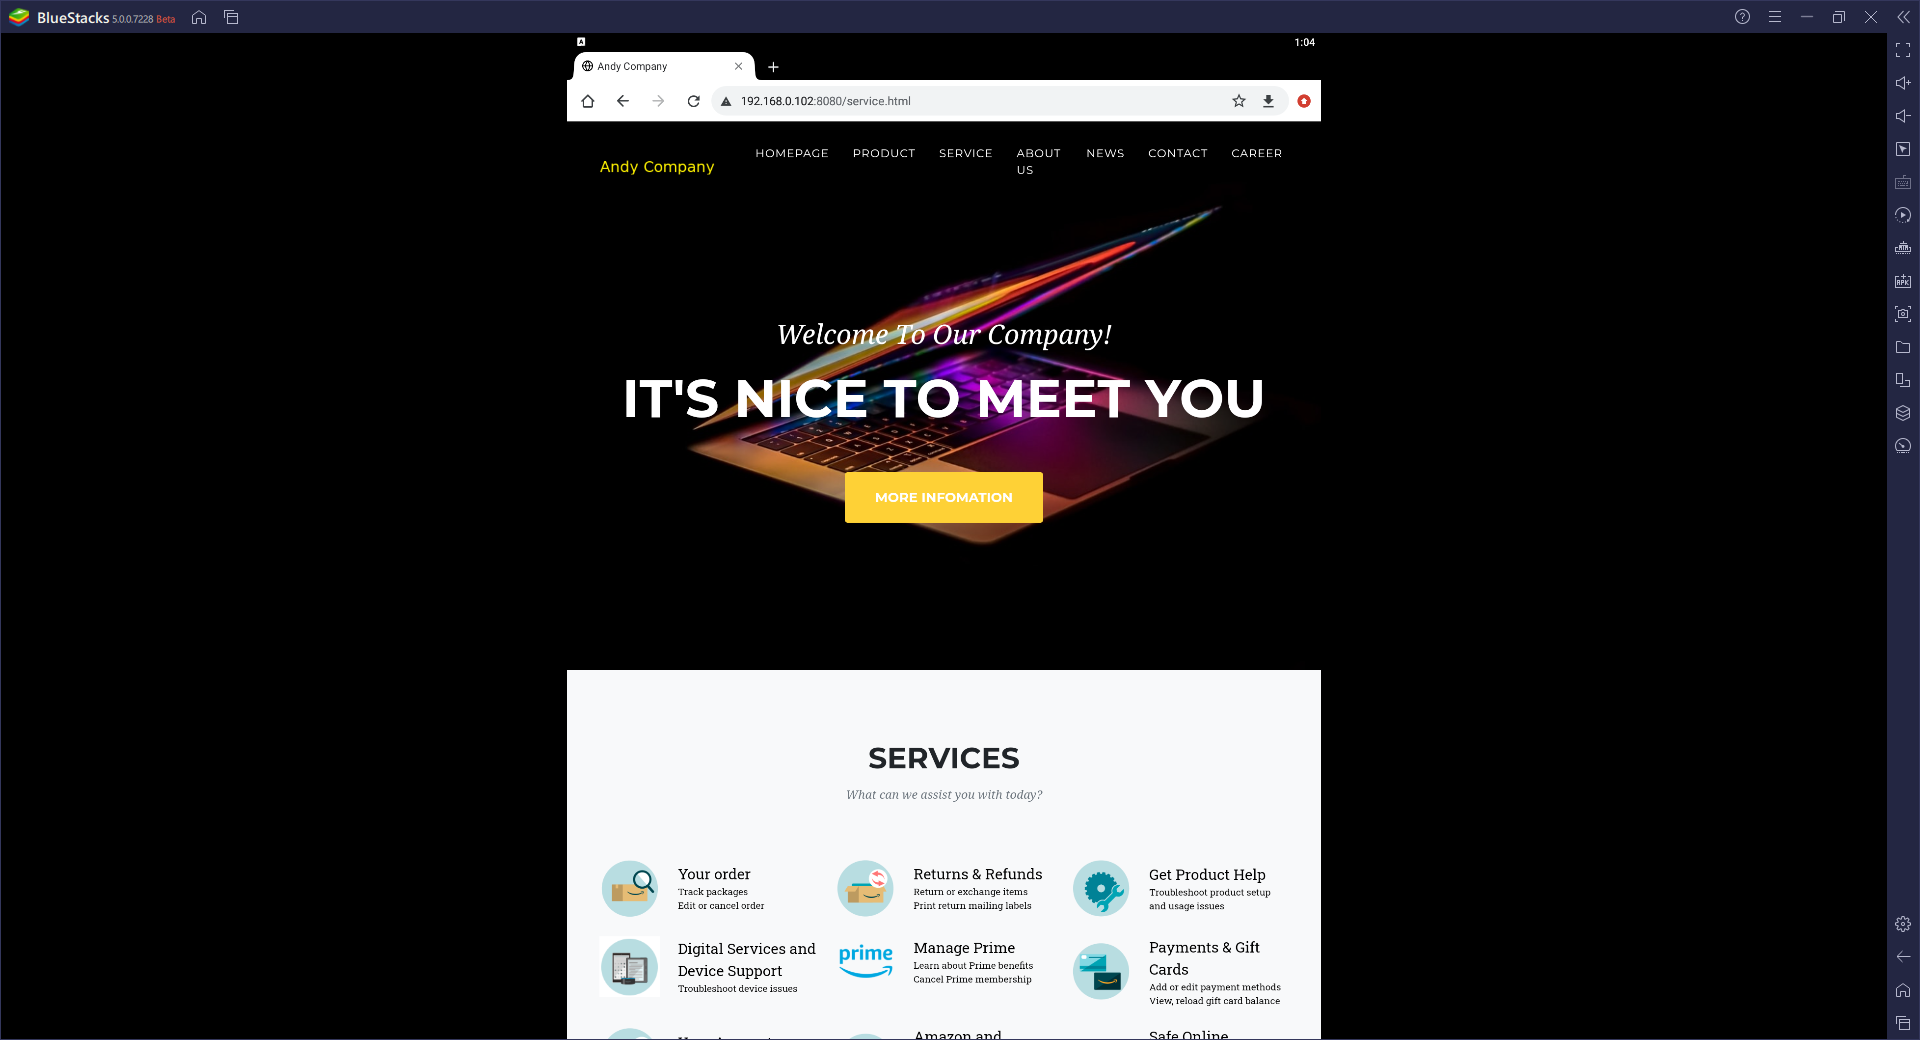 BlueStacks 5.0.0.7228 Beta
1:04
Andy Company
192.168.0.102:8080/service.html
Andy Company
HOMEPAGE PRODUCT SERVICE ABOUT US NEWS CONTACT CAREER
Welcome To Our Company!
IT'S NICE TO MEET YOU
MORE INFOMATION
SERVICES
What can we assist you with today?
Your order
Track packages
Edit or cancel order
Returns & Refunds
Return or exchange items
Print return mailing labels
Get Product Help
Troubleshoot product setup
and usage issues
Digital Services and
Device Support
Troubleshoot device issues
prime
Manage Prime
Learn about Prime benefits
Cancel Prime membership
Payments & Gift
Cards
Add or edit payment methods
View, reload gift card balance
Amazon and
Safe Online